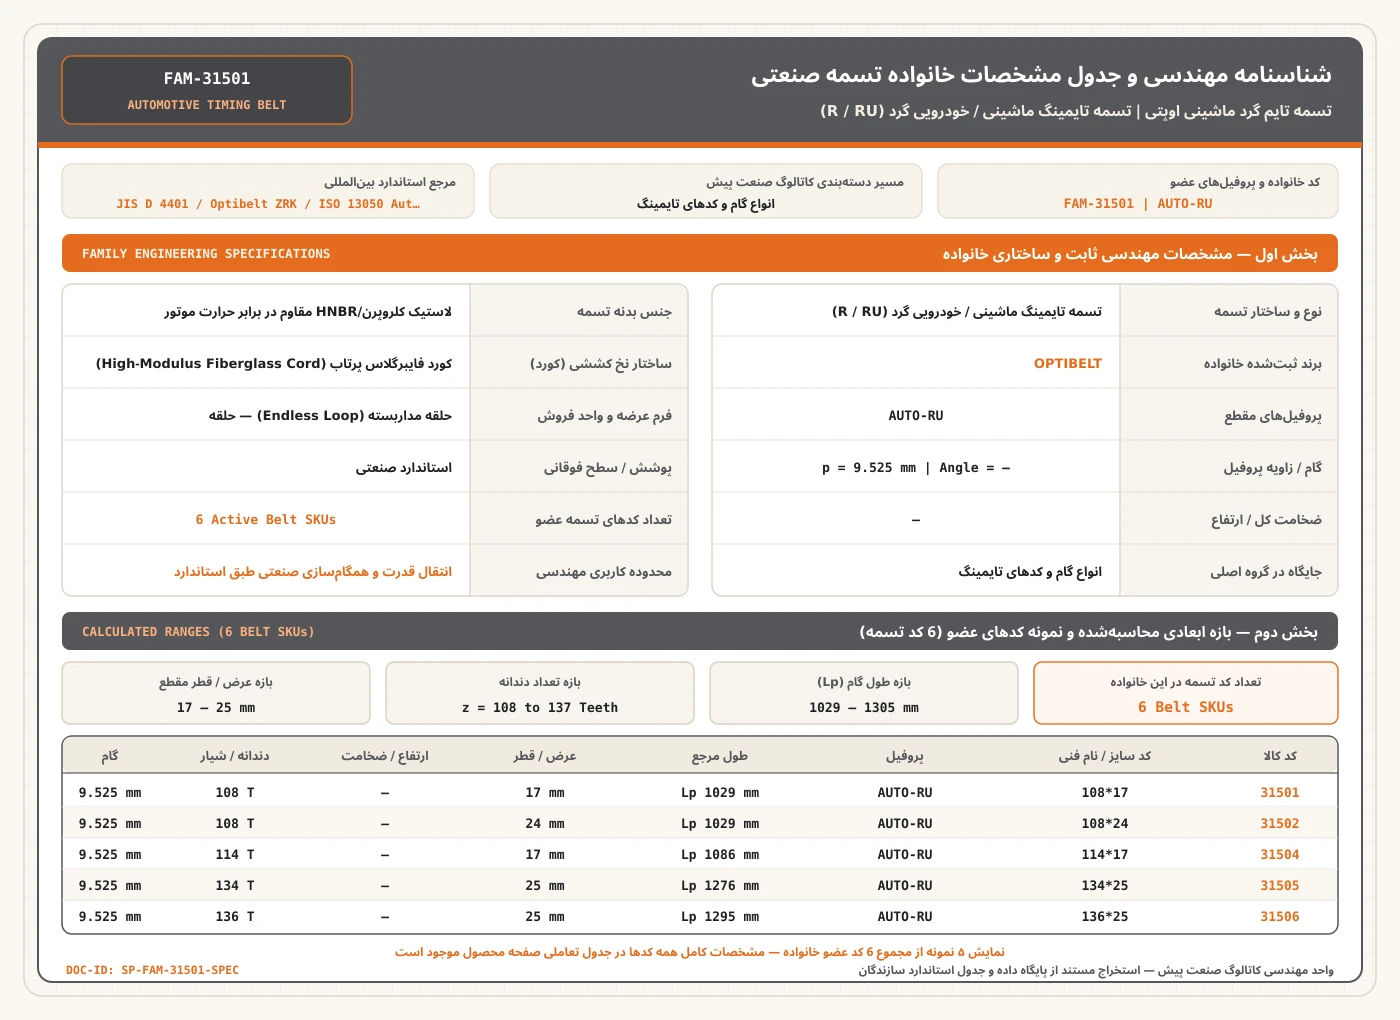 شناسنامه مهندسی و جدول مشخصات خانواده تسمه صنعتی
تسمه تایم گرد ماشینی اوپتی | تسمه تایمینگ ماشینی / خودرویی گرد (R / RU)
FAM-31501
AUTOMOTIVE TIMING BELT
کد خانواده و پروفیل‌های عضو
FAM-31501 | AUTO-RU
مسیر دسته‌بندی کاتالوگ صنعت پیش
انواع گام و کدهای تایمینگ
مرجع استاندارد بین‌المللی
JIS D 4401 / Optibelt ZRK / ISO 13050 Aut…
بخش اول — مشخصات مهندسی ثابت و ساختاری خانواده
FAMILY ENGINEERING SPECIFICATIONS
نوع و ساختار تسمه
تسمه تایمینگ ماشینی / خودرویی گرد (R / RU)
برند ثبت‌شده خانواده
OPTIBELT
پروفیل‌های مقطع
AUTO-RU
گام / زاویه پروفیل
p = 9.525 mm | Angle = —
ضخامت کل / ارتفاع
—
جایگاه در گروه اصلی
انواع گام و کدهای تایمینگ
جنس بدنه تسمه
لاستیک کلروپرن/HNBR مقاوم در برابر حرارت موتور
ساختار نخ کششی (کورد)
کورد فایبرگلاس پرتاب (High-Modulus Fiberglass Cord)
فرم عرضه و واحد فروش
حلقه مداربسته (Endless Loop) — حلقه
پوشش / سطح فوقانی
استاندارد صنعتی
تعداد کدهای تسمه عضو
6 Active Belt SKUs
محدوده کاربری مهندسی
انتقال قدرت و همگام‌سازی صنعتی طبق استاندارد
بخش دوم — بازه ابعادی محاسبه‌شده و نمونه کدهای عضو (6 کد تسمه)
CALCULATED RANGES (6 BELT SKUs)
تعداد کد تسمه در این خانواده
6 Belt SKUs
بازه طول گام (Lp)
1029 — 1305 mm
بازه تعداد دندانه
z = 108 to 137 Teeth
بازه عرض / قطر مقطع
17 — 25 mm
کد کالا کد سایز / نام فنی پروفیل طول مرجع عرض / قطر ارتفاع / ضخامت دندانه / شیار گام
31501 108*17 AUTO-RU Lp 1029 mm 17 mm — 108 T 9.525 mm
31502 108*24 AUTO-RU Lp 1029 mm 24 mm — 108 T 9.525 mm
31504 114*17 AUTO-RU Lp 1086 mm 17 mm — 114 T 9.525 mm
31505 134*25 AUTO-RU Lp 1276 mm 25 mm — 134 T 9.525 mm
31506 136*25 AUTO-RU Lp 1295 mm 25 mm — 136 T 9.525 mm
نمایش ۵ نمونه از مجموع 6 کد عضو خانواده — مشخصات کامل همه کدها در جدول تعاملی صفحه محصول موجود است
واحد مهندسی کاتالوگ صنعت پیش — استخراج مستند از پایگاه داده و جدول استاندارد سازندگان
DOC-ID: SP-FAM-31501-SPEC